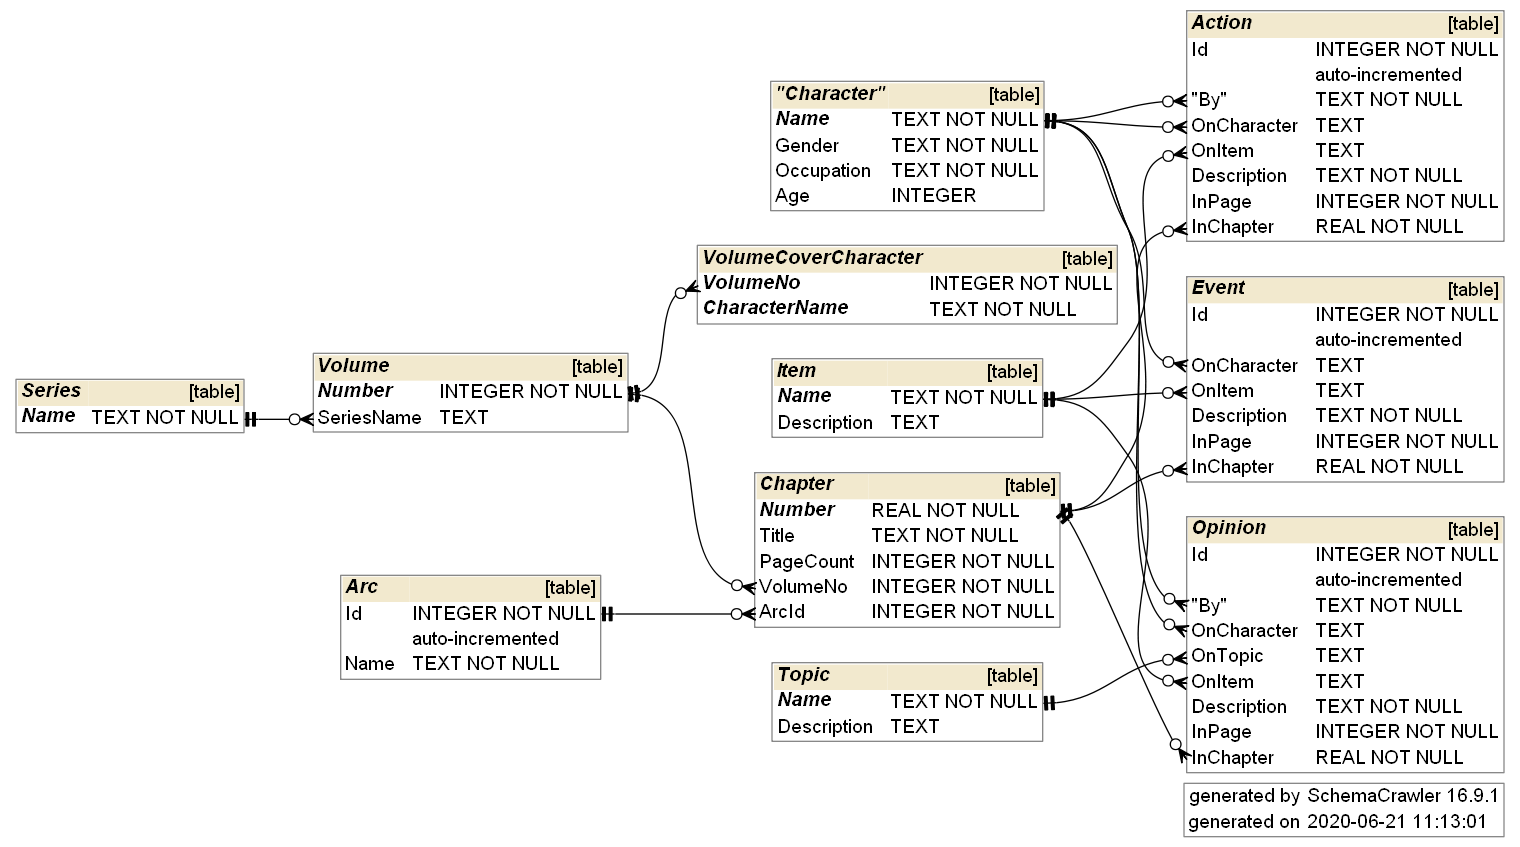 Series [table]
Name TEXT NOT NULL
Volume [table]
Number INTEGER NOT NULL
SeriesName TEXT
Arc [table]
Id INTEGER NOT NULL
auto-incremented
Name TEXT NOT NULL
"Character" [table]
Name TEXT NOT NULL
Gender TEXT NOT NULL
Occupation TEXT NOT NULL
Age INTEGER
VolumeCoverCharacter [table]
VolumeNo INTEGER NOT NULL
CharacterName TEXT NOT NULL
Item [table]
Name TEXT NOT NULL
Description TEXT
Chapter [table]
Number REAL NOT NULL
Title TEXT NOT NULL
PageCount INTEGER NOT NULL
VolumeNo INTEGER NOT NULL
ArcId INTEGER NOT NULL
Topic [table]
Name TEXT NOT NULL
Description TEXT
Action [table]
Id INTEGER NOT NULL
auto-incremented
"By" TEXT NOT NULL
OnCharacter TEXT
OnItem TEXT
Description TEXT NOT NULL
InPage INTEGER NOT NULL
InChapter REAL NOT NULL
Event [table]
Id INTEGER NOT NULL
auto-incremented
OnCharacter TEXT
OnItem TEXT
Description TEXT NOT NULL
InPage INTEGER NOT NULL
InChapter REAL NOT NULL
Opinion [table]
Id INTEGER NOT NULL
auto-incremented
"By" TEXT NOT NULL
OnCharacter TEXT
OnTopic TEXT
OnItem TEXT
Description TEXT NOT NULL
InPage INTEGER NOT NULL
InChapter REAL NOT NULL
generated by SchemaCrawler 16.9.1
generated on 2020-06-21 11:13:01